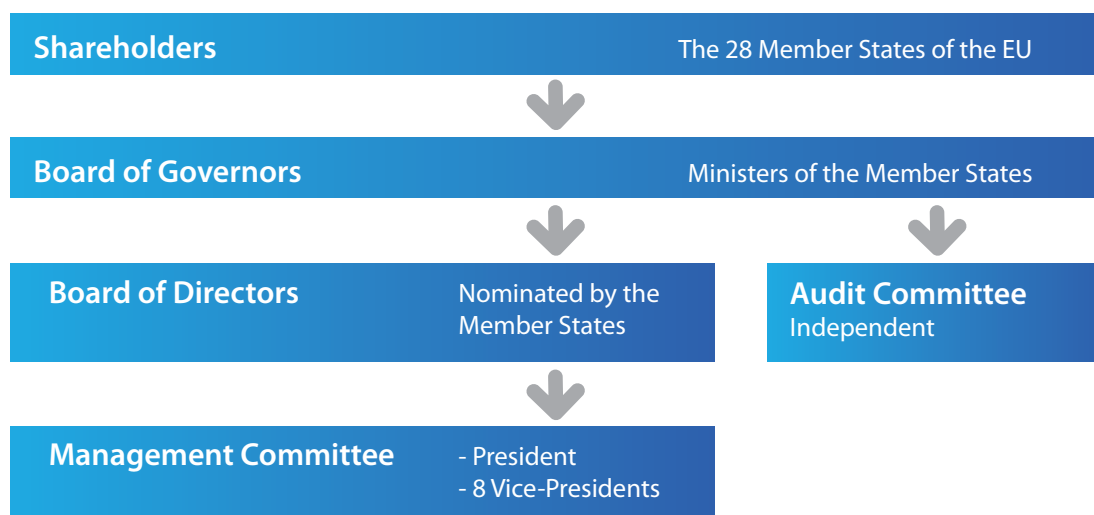 Shareholders The 28 Member States of the EU
Board of Governors Ministers of the Member States
Board of Directors Nominated by the
Member States
Audit Committee
Independent
Management Committee - President
- 8 Vice-Presidents